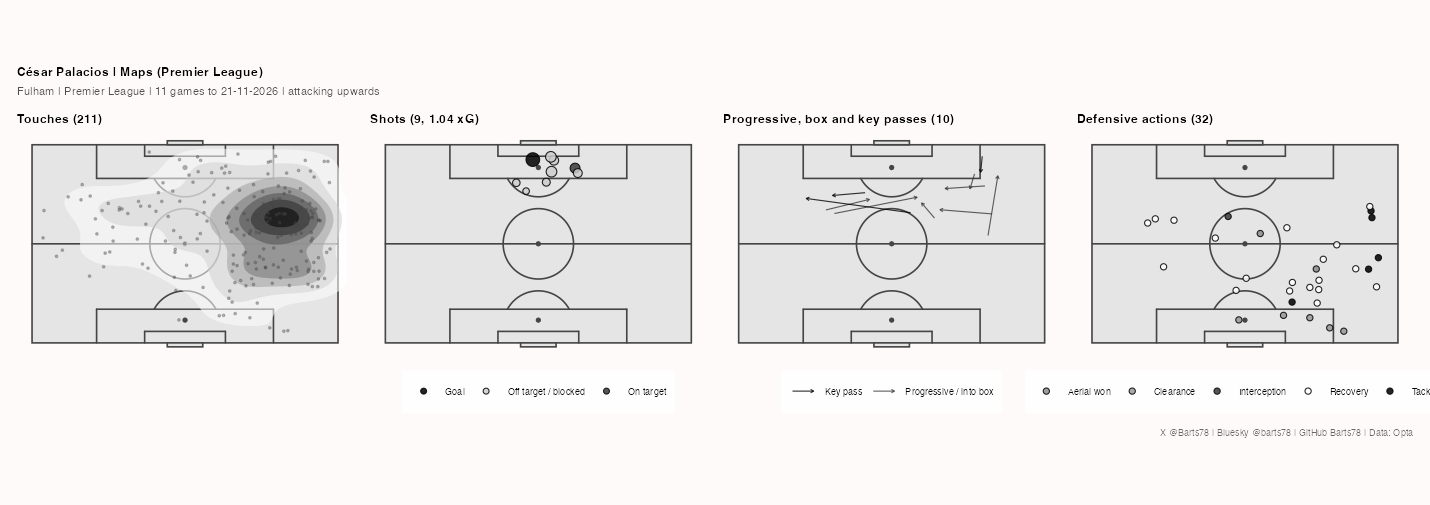 César Palacios | Maps (Premier League)
Fulham | Premier League | 11 games to 21-11-2026 | attacking upwards
Touches (211)
Shots (9, 1.04 xG)
Progressive, box and key passes (10)
Defensive actions (32)
Goal
Off target / blocked
On target
Key pass
Progressive / into box
Aerial won
Clearance
Interception
Recovery
Tack
X @Barts78 | Bluesky @barts78 | GitHub Barts78 | Data: Opta